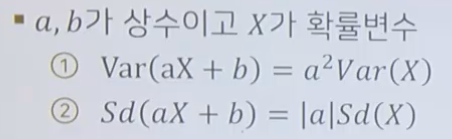 ▪ a, b가 상수이고 X가 확률변수
① Var(aX + b) = a²Var(X)
② Sd(aX + b) = |a|Sd(X)